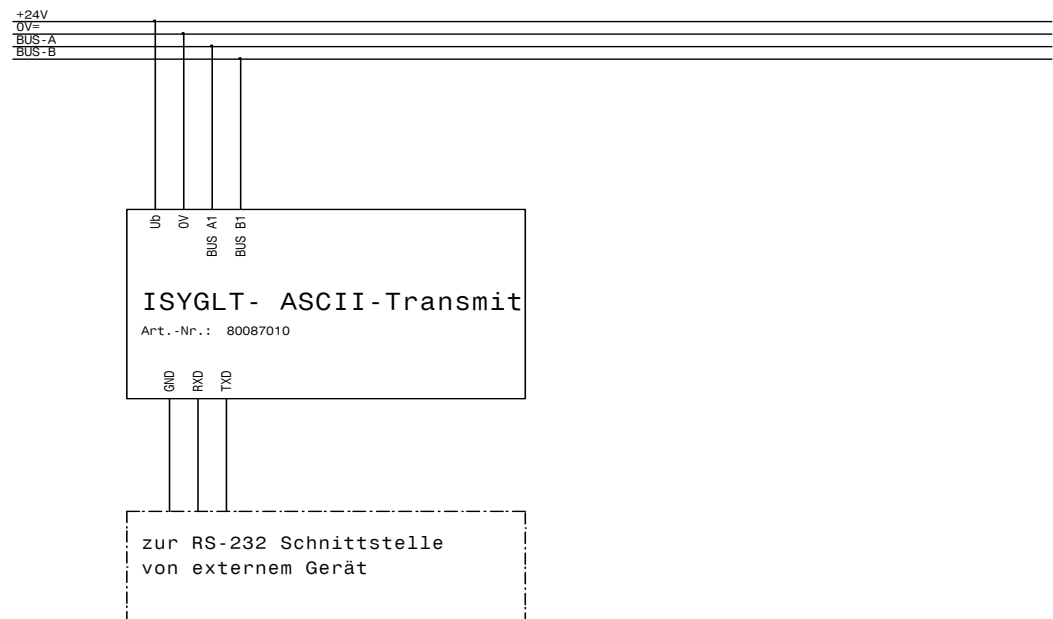 +24V
0V=
BUS-A
BUS-B
Ub
0V
BUS A1
BUS B1
ISYGLT- ASCII-Transmit
Art.-Nr.: 80087010
GND
RXD
TXD
zur RS-232 Schnittstelle
von externem Gerät